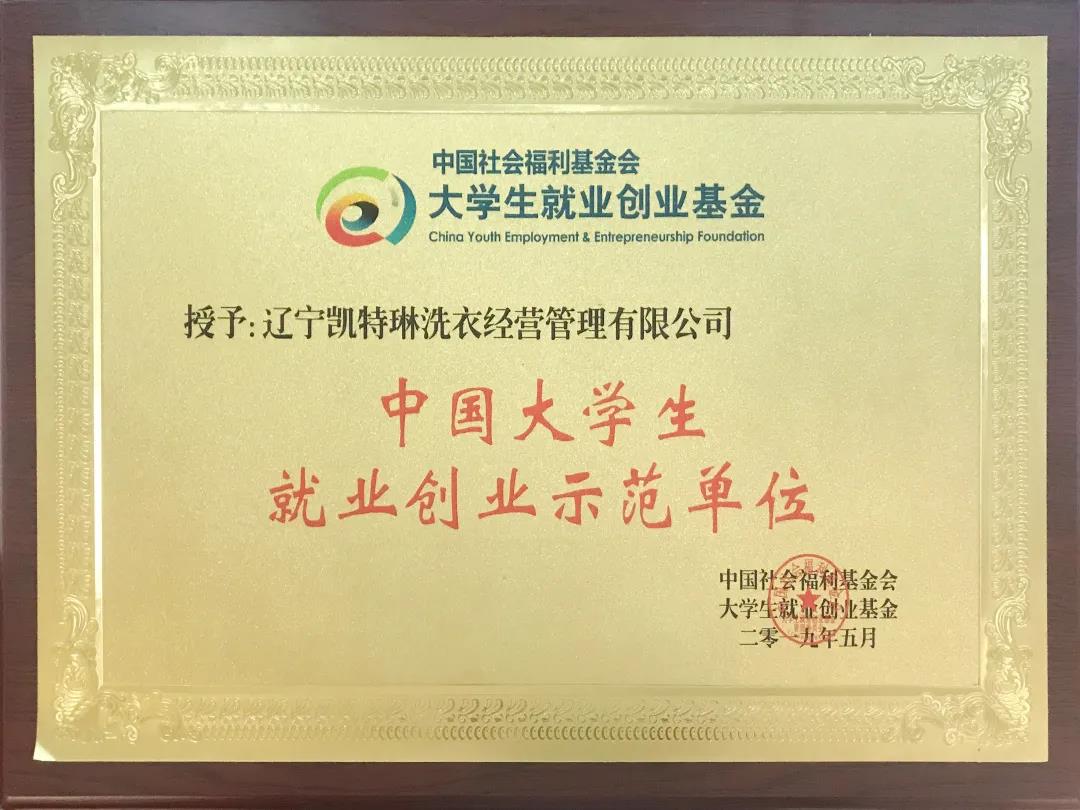 中国社会福利基金会
大学生就业创业基金
China Youth Employment & Entrepreneurship Foundation
授予:辽宁凯特琳洗衣经营管理有限公司
中国大学生
就业创业示范单位
中国社会福利基金会
大学生就业创业基金
二零一九年五月